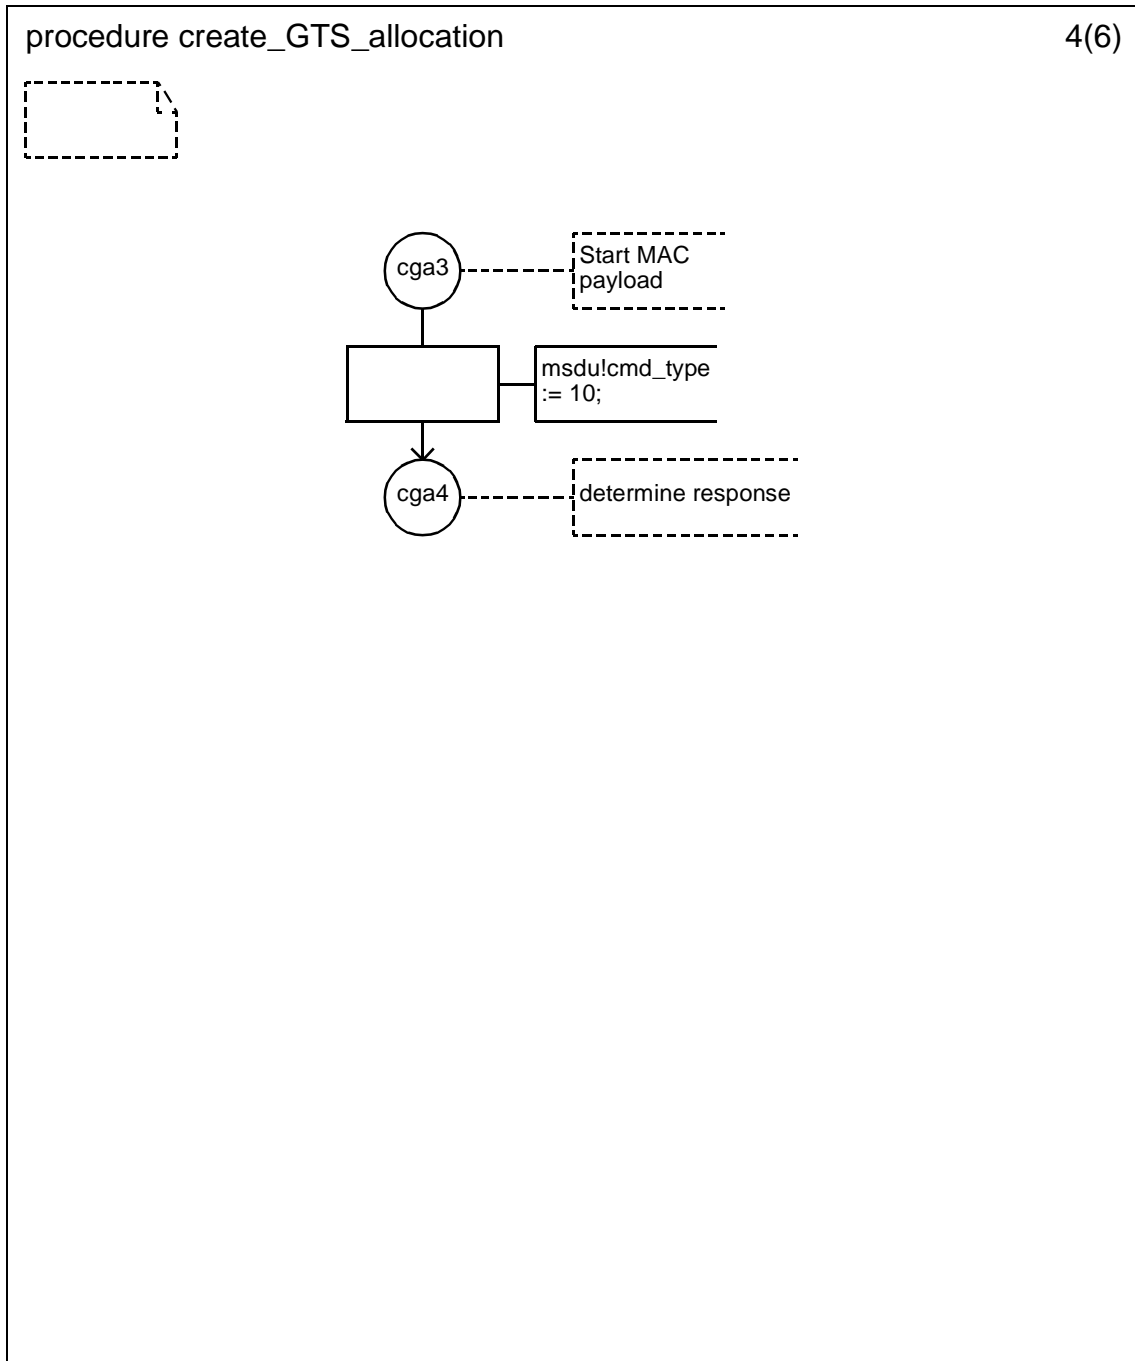 procedure create_GTS_allocation
4(6)
cga3
Start MAC
payload
msdu!cmd_type
:= 10;
cga4
determine response